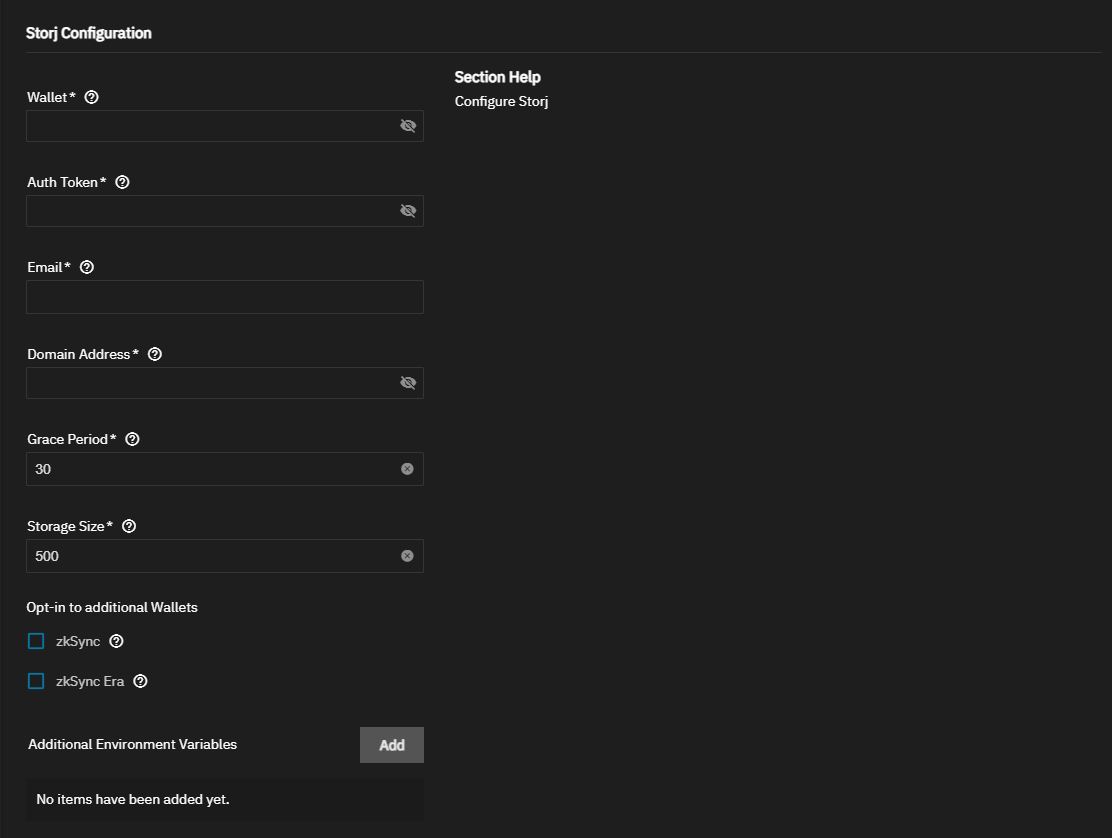 Storj Configuration
Section Help
Configure Storj
Wallet*
Auth Token*
Email*
Domain Address*
Grace Period*
30
Storage Size*
500
Opt-in to additional Wallets
zkSync
zkSync Era
Additional Environment Variables
Add
No items have been added yet.